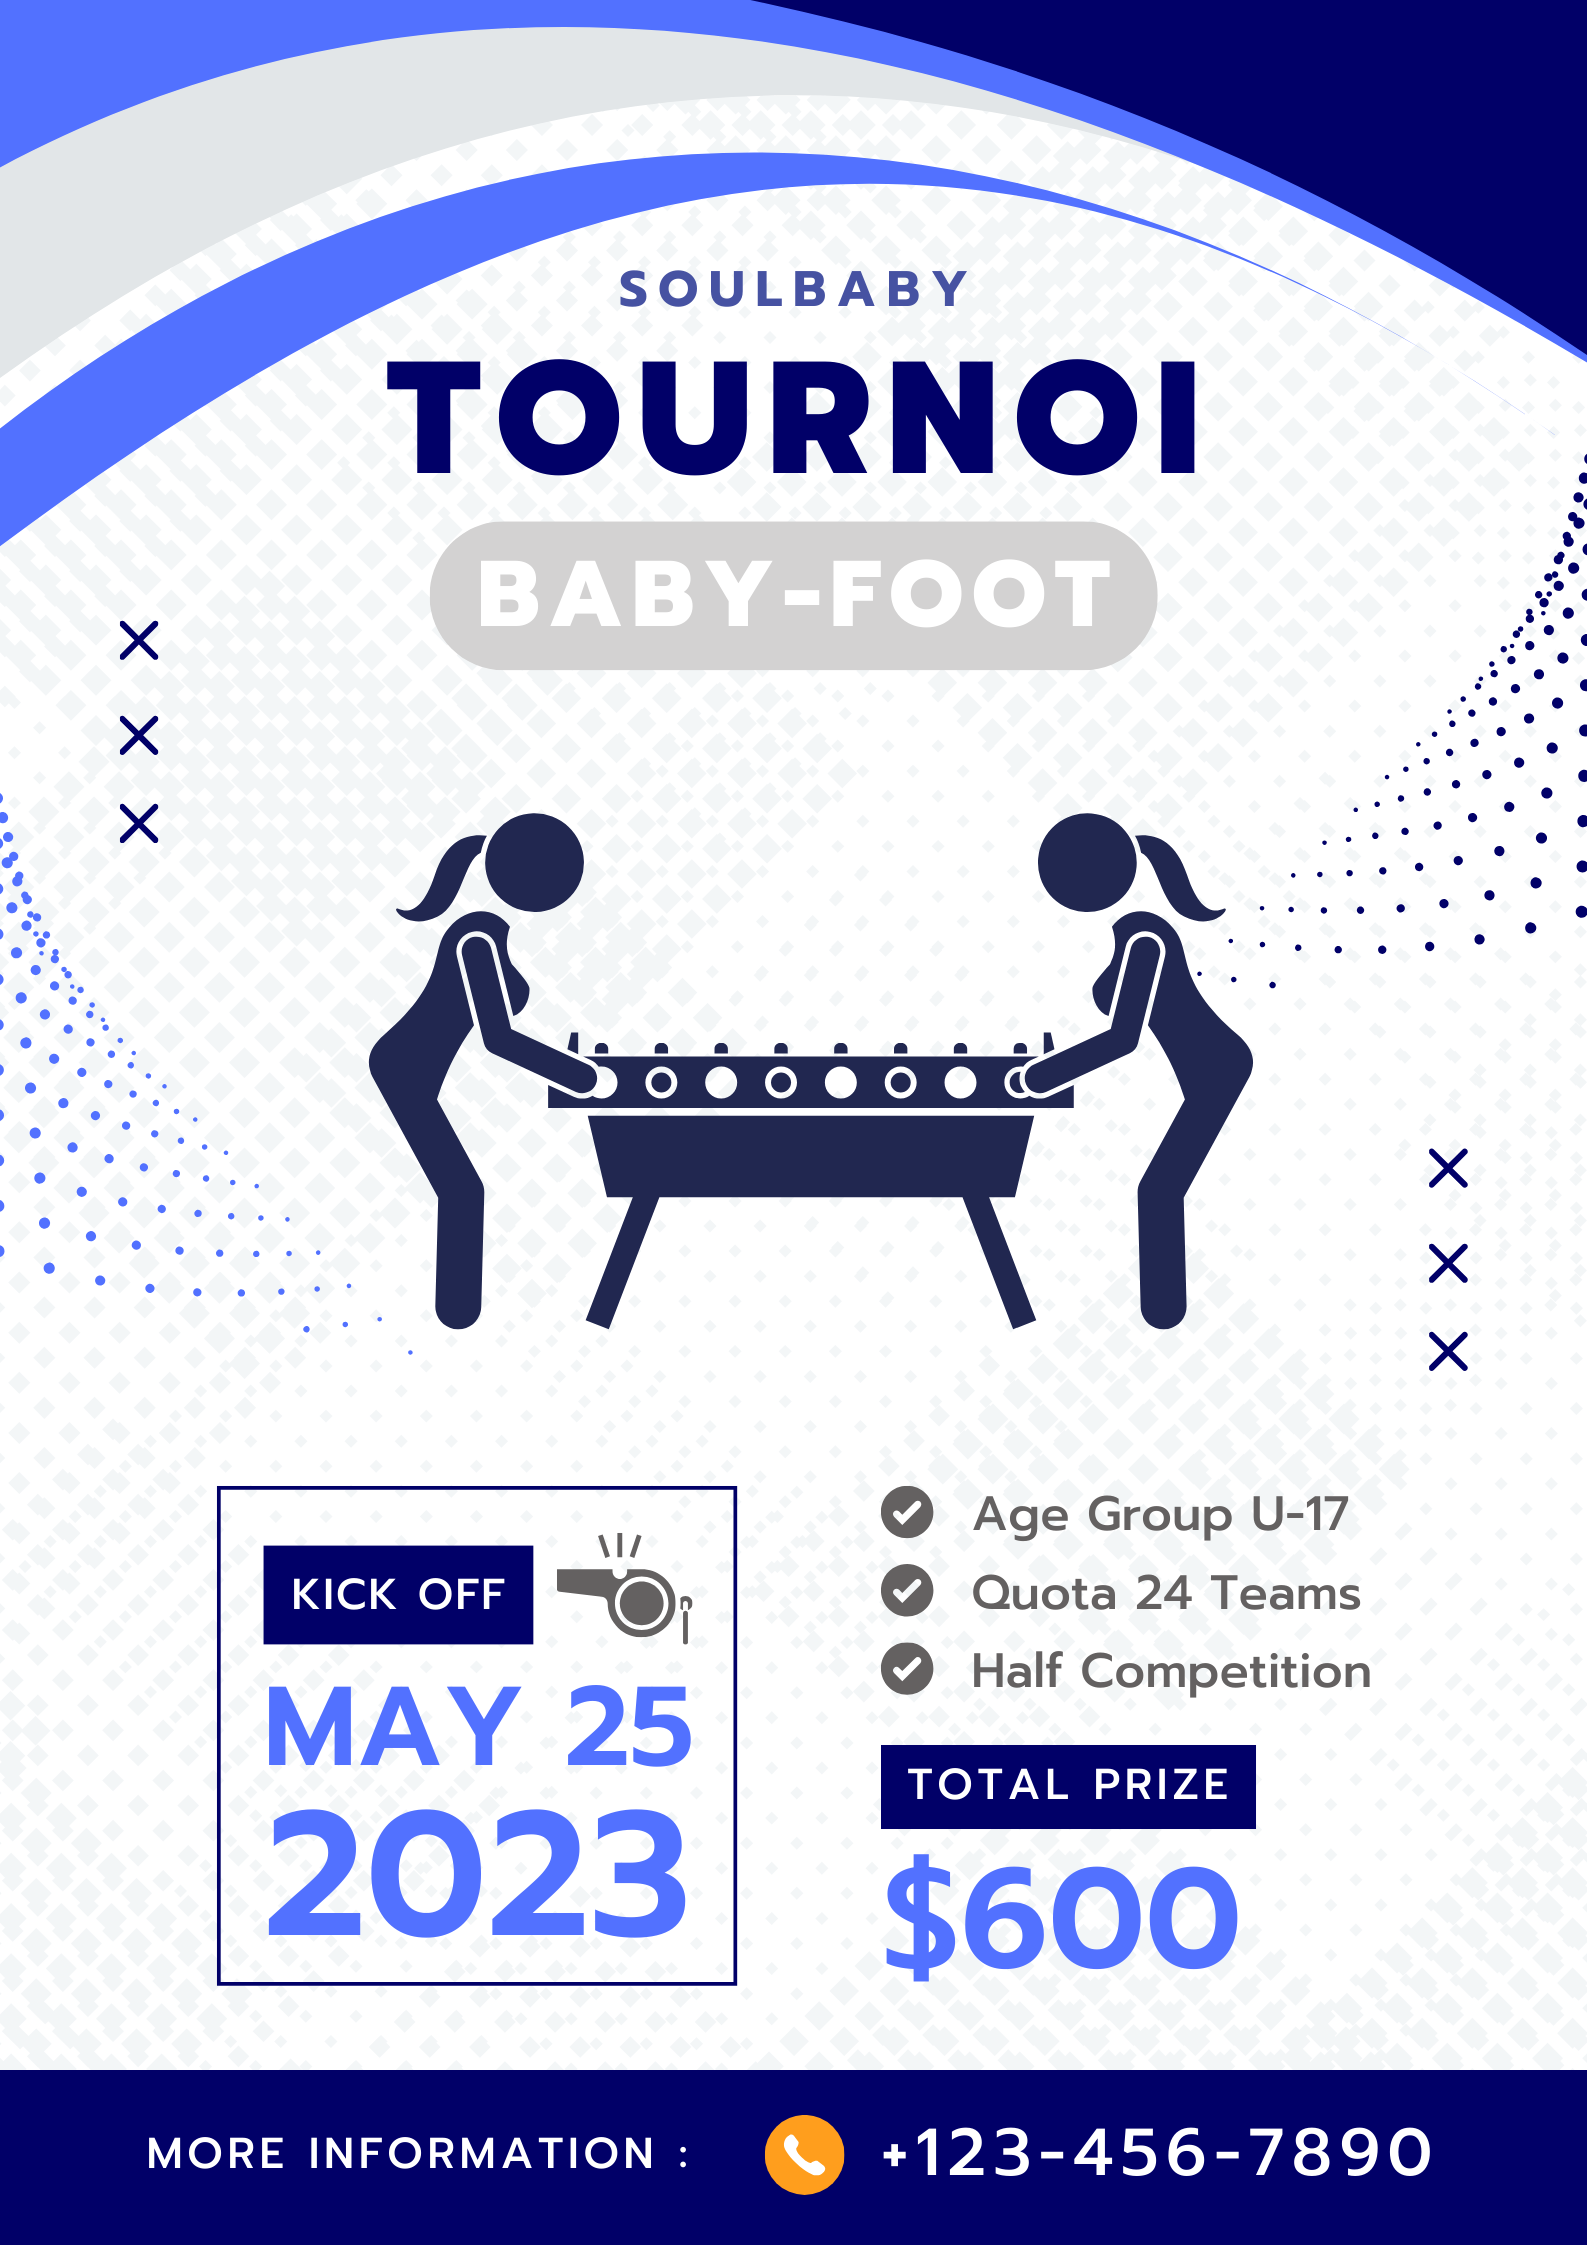 SOULBABY
TOURNOI
BABY-FOOT
KICK OFF
MAY 25
2023
Age Group U-17
Quota 24 Teams
Half Competition
TOTAL PRIZE
$600
MORE INFORMATION :
+123-456-7890